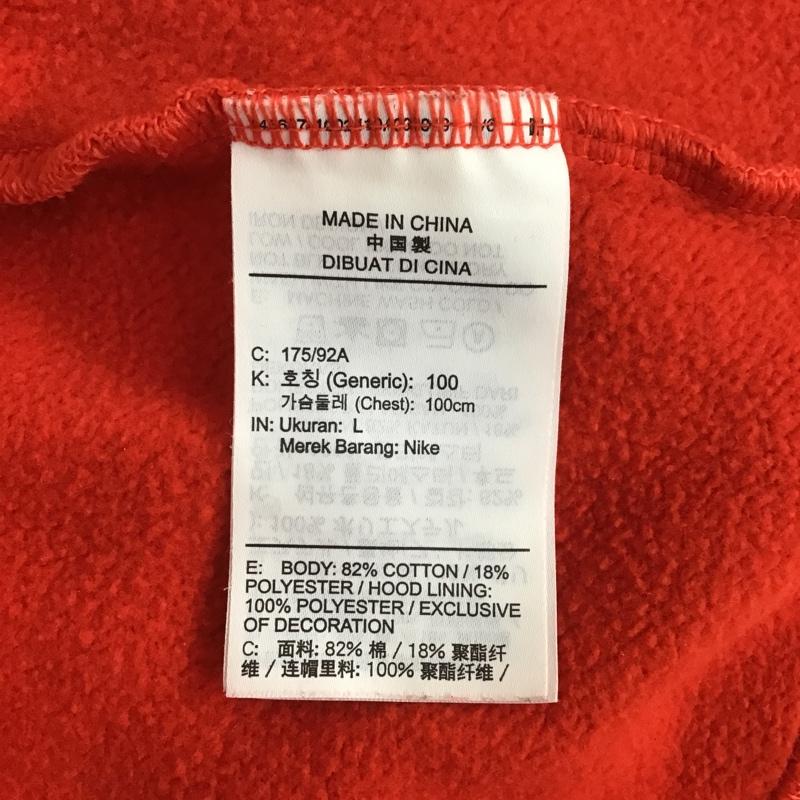 MADE IN CHINA
中国製
DIBUAT DI CINA
C: 175/92A
K: 호칭 (Generic): 100
가슴둘레 (Chest): 100cm
IN: Ukuran: L
Merek Barang: Nike
E: BODY: 82% COTTON / 18%
POLYESTER / HOOD LINING:
100% POLYESTER / EXCLUSIVE
OF DECORATION
C: 面料: 82% 棉 / 18% 聚酯纤
维 / 连帽里料: 100% 聚酯纤维 /